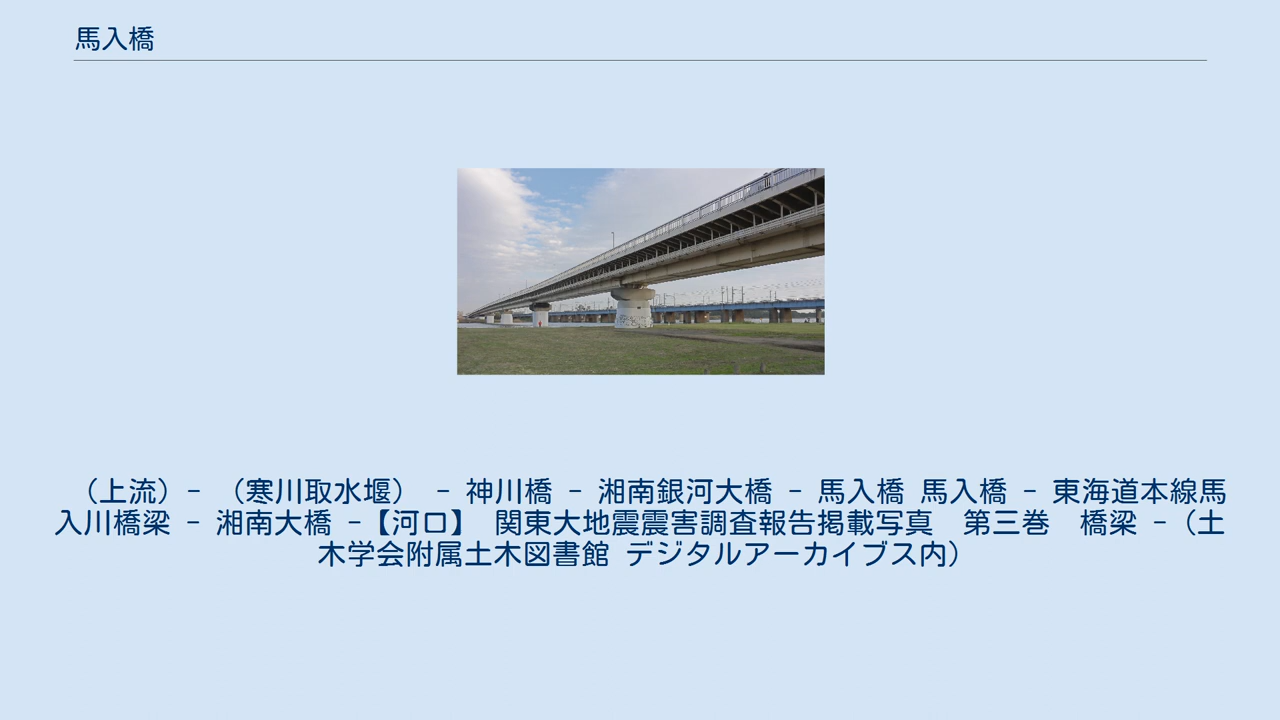 馬入橋
（上流）- （寒川取水堰） - 神川橋 - 湘南銀河大橋 - 馬入橋 馬入橋 - 東海道本線馬
入川橋梁 - 湘南大橋 -【河口】 関東大地震震害調査報告掲載写真　第三巻　橋梁 -（土
木学会附属土木図書館 デジタルアーカイブス内）